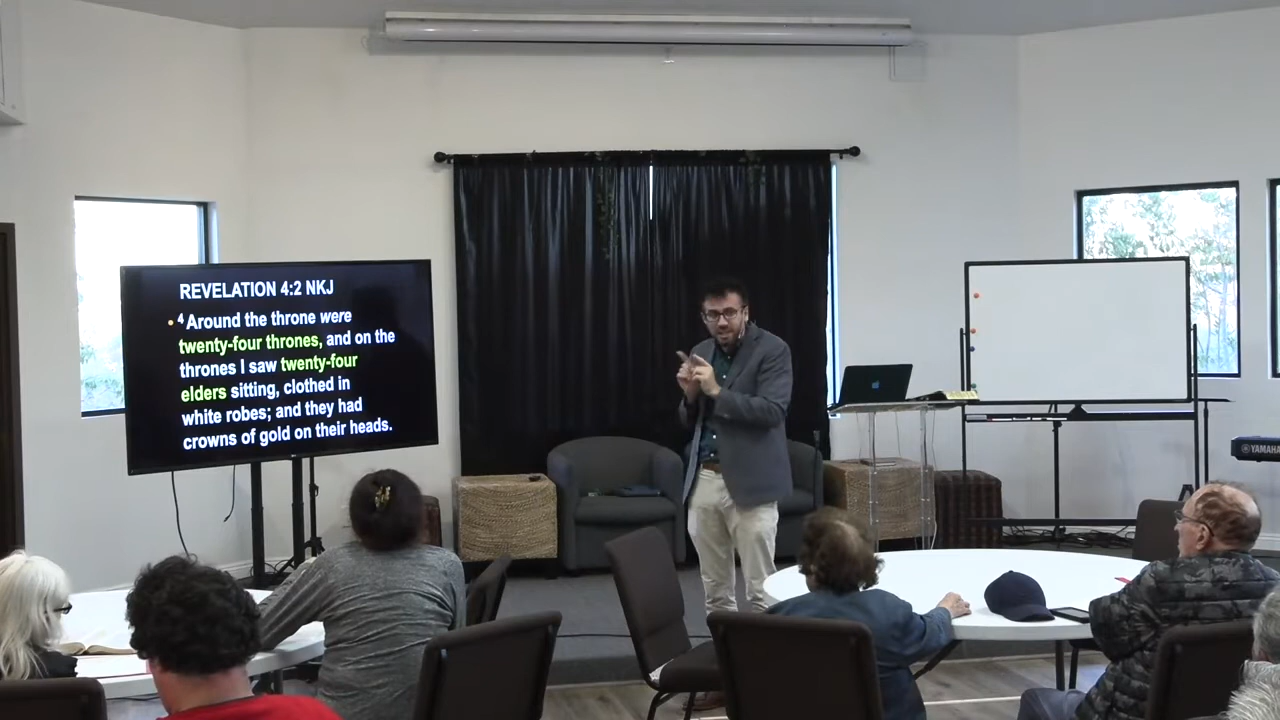 REVELATION 4:2 NKJ
• 4 Around the throne were
twenty-four thrones, and on the
thrones I saw twenty-four
elders sitting, clothed in
white robes; and they had
crowns of gold on their heads.
YAMAHA